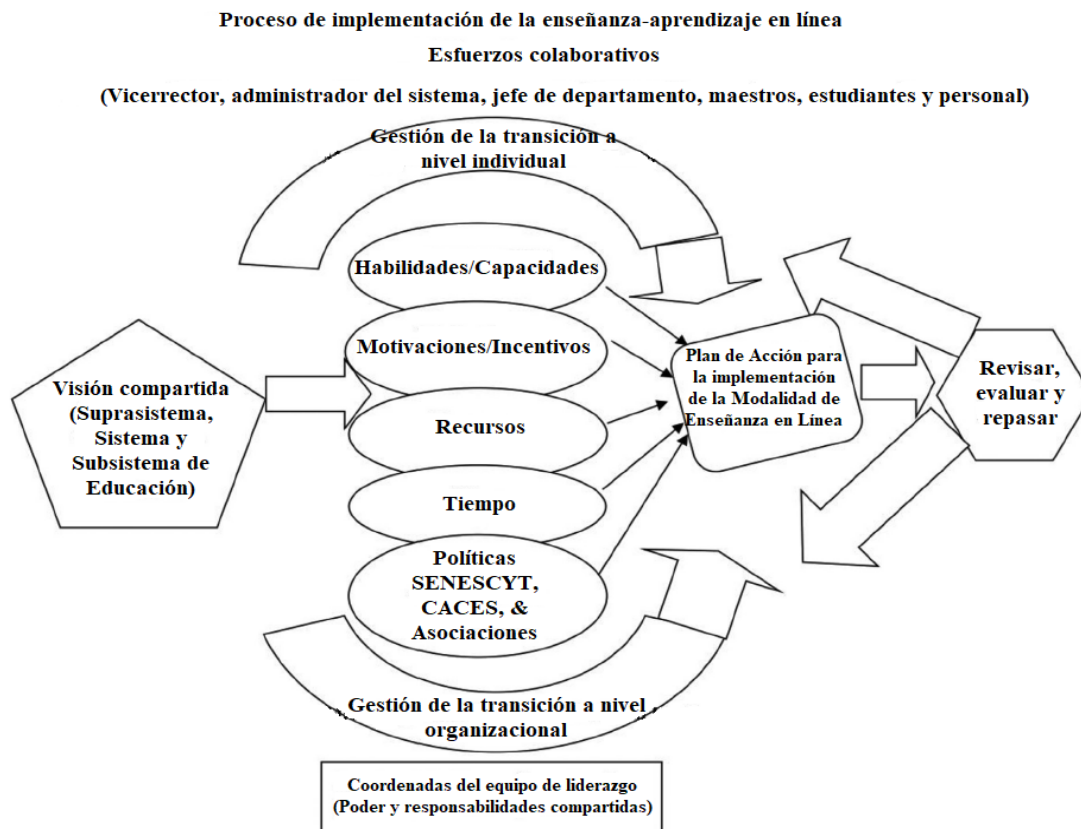 Proceso de implementación de la enseñanza-aprendizaje en línea
Esfuerzos colaborativos
(Vicerrector, administrador del sistema, jefe de departamento, maestros, estudiantes y personal)
Gestión de la transición a
nivel individual
Habilidades/Capacidades
Motivaciones/Incentivos
Recursos
Tiempo
Políticas
SENESCYT,
CACES, &
Asociaciones
Visión compartida
(Suprasistema,
Sistema y
Subsistema de
Educación)
Plan de Acción para
la implementación
de la Modalidad de
Enseñanza en Línea
Revisar,
evaluar y
repasar
Gestión de la transición a nivel
organizacional
Coordenadas del equipo de liderazgo
(Poder y responsabilidades compartidas)